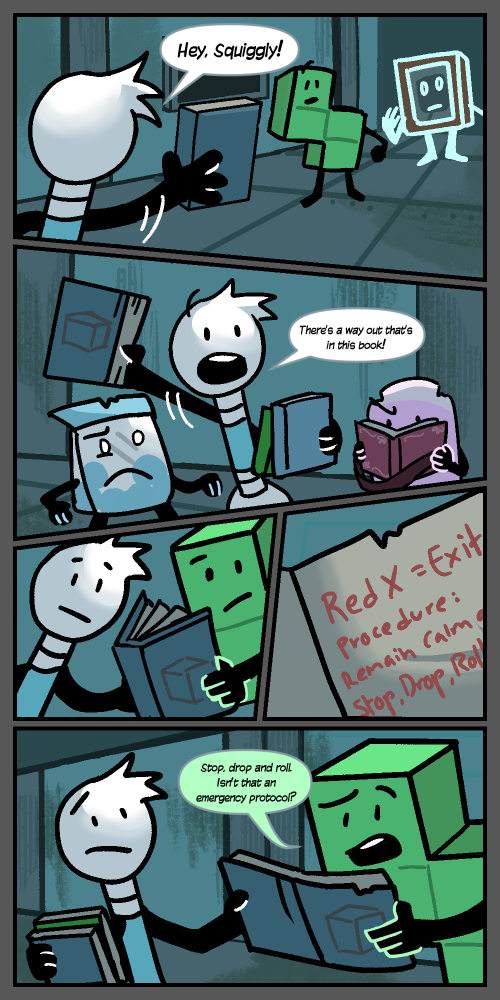 Hey, Squiggly!
There's a way out that's
in this book!
Red X = Exit
Procedure:
Remain Calm
Stop, Drop, Roll
Stop, drop and roll.
Isn't that an
emergency protocol?